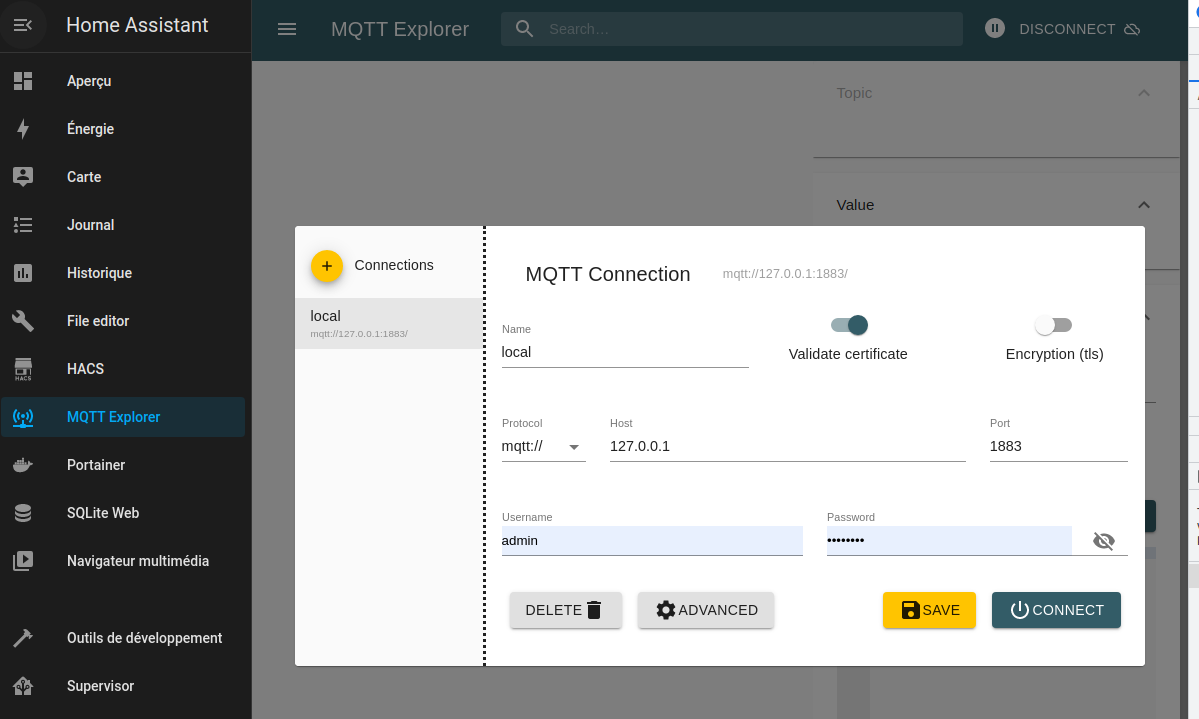 Home Assistant
MQTT Explorer
Search...
DISCONNECT
Aperçu
Énergie
Carte
Journal
Historique
File editor
HACS
HACS
MQTT Explorer
Portainer
SQLite Web
Navigateur multimédia
Outils de développement
Supervisor
Topic
Value
+ Connections
local
mqtt://127.0.0.1:1883/
MQTT Connection mqtt://127.0.0.1:1883/
Name
local
Validate certificate
Encryption (tls)
Protocol Host Port
mqtt:// 127.0.0.1 1883
Username Password
admin ••••••••
DELETE ADVANCED SAVE CONNECT